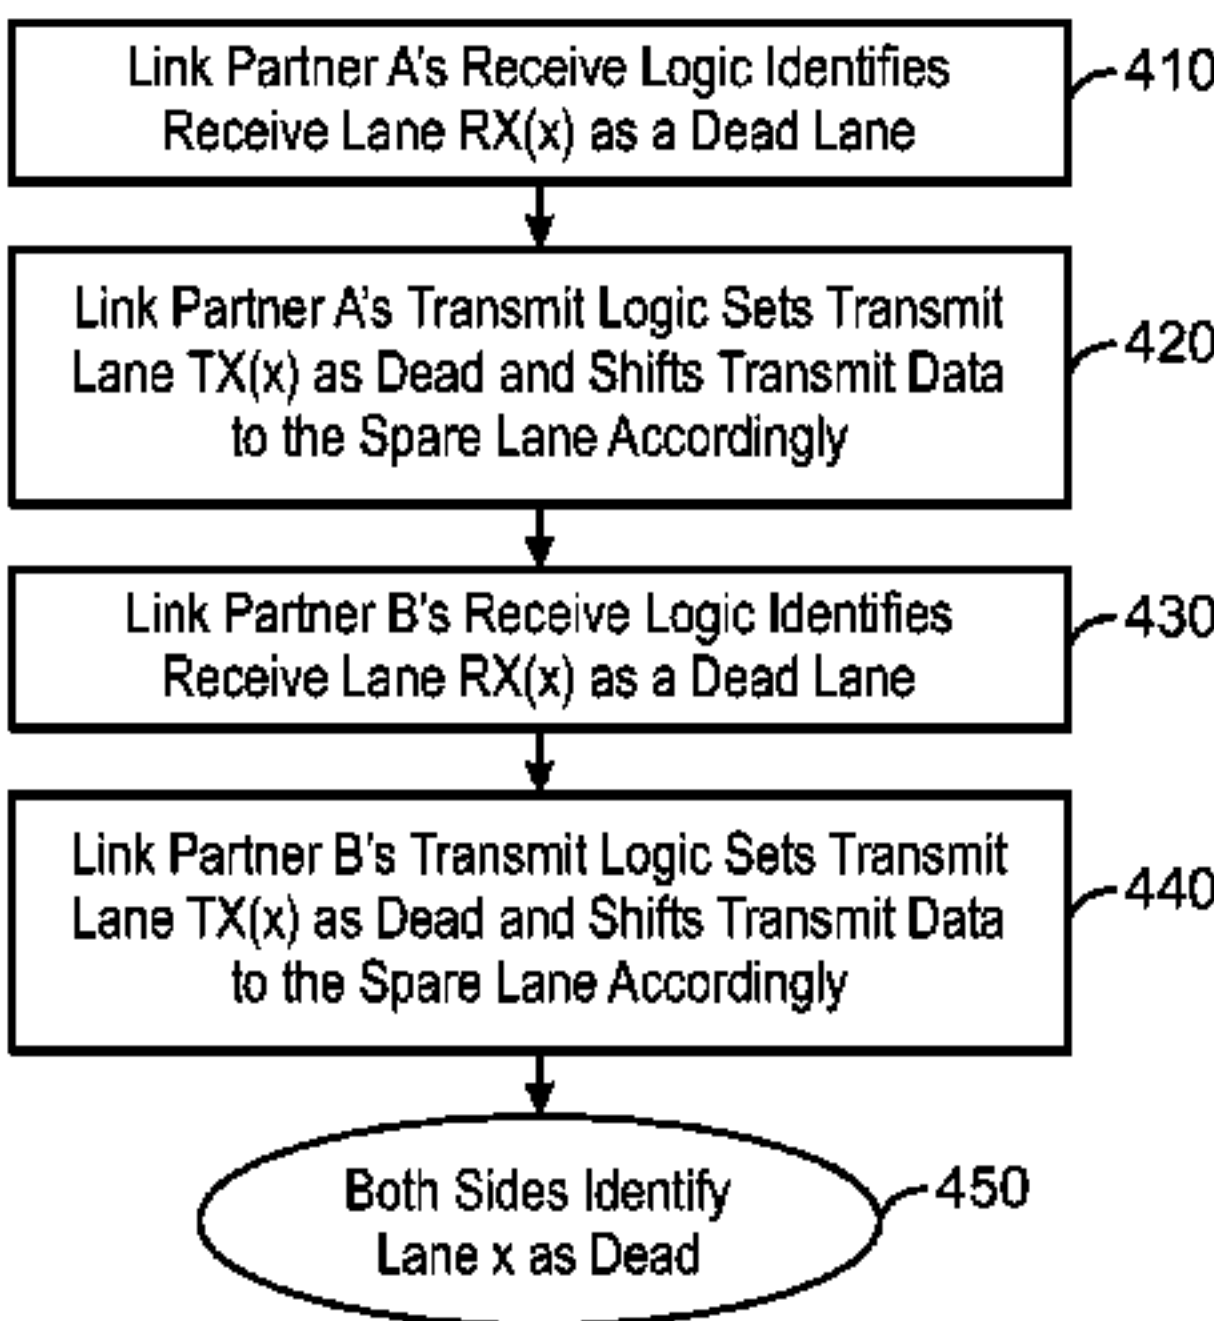 Link Partner A's Receive Logic Identifies
Receive Lane RX(x) as a Dead Lane
410
Link Partner A's Transmit Logic Sets Transmit
Lane TX(x) as Dead and Shifts Transmit Data
to the Spare Lane Accordingly
420
Link Partner B's Receive Logic Identifies
Receive Lane RX(x) as a Dead Lane
430
Link Partner B's Transmit Logic Sets Transmit
Lane TX(x) as Dead and Shifts Transmit Data
to the Spare Lane Accordingly
440
Both Sides Identify
Lane x as Dead
450